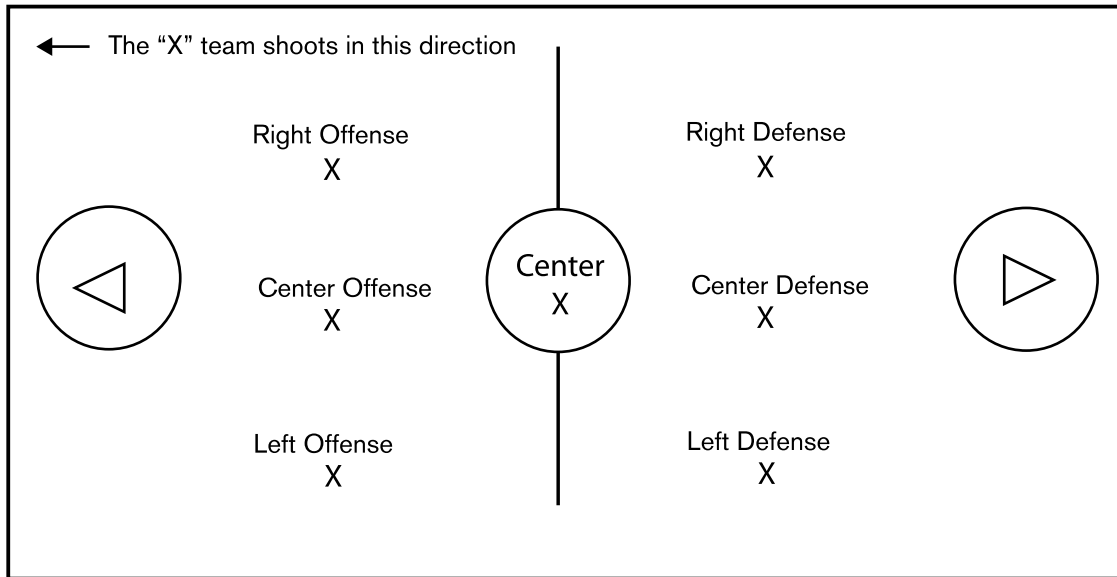 The “X” team shoots in this direction
Right Offense
X
Right Defense
X
Center
X
Center Offense
X
Center Defense
X
Left Offense
X
Left Defense
X